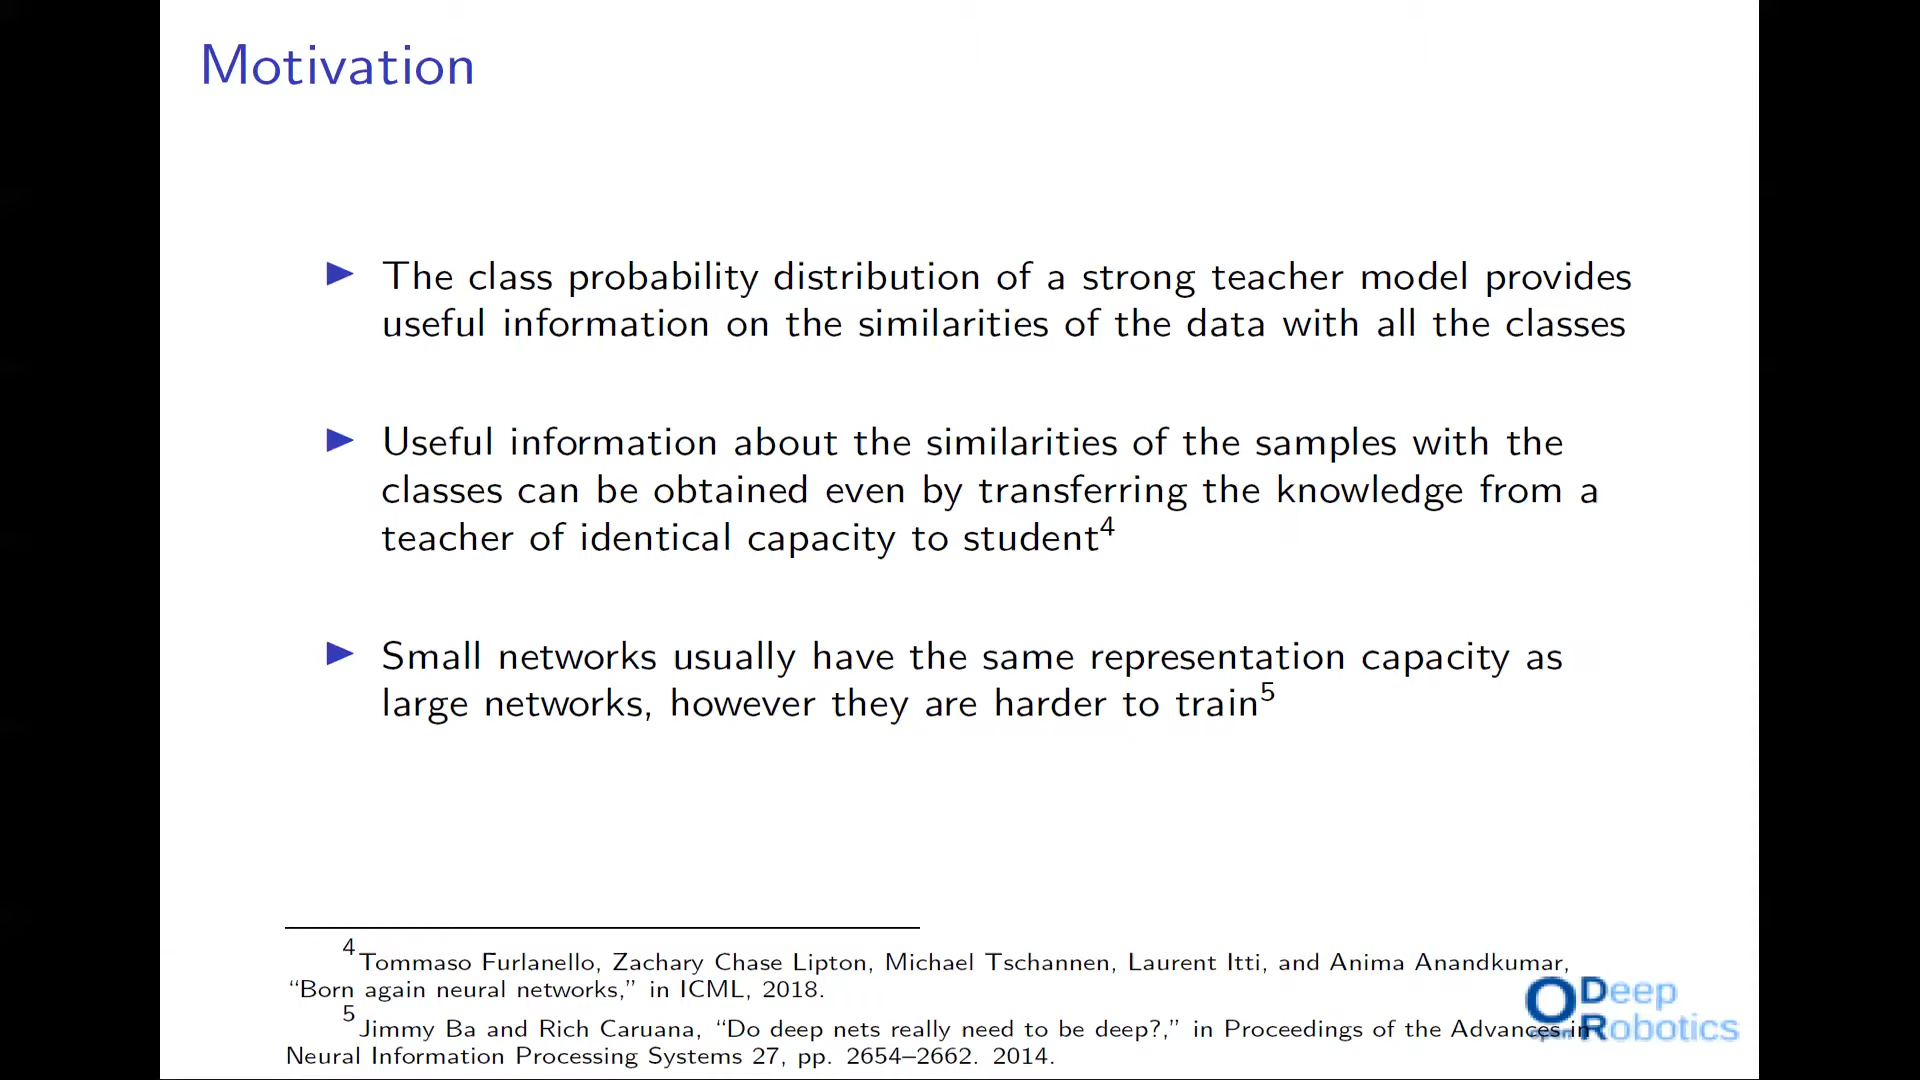 Motivation
▶ The class probability distribution of a strong teacher model provides
useful information on the similarities of the data with all the classes
▶ Useful information about the similarities of the samples with the
classes can be obtained even by transferring the knowledge from a
teacher of identical capacity to student⁴
▶ Small networks usually have the same representation capacity as
large networks, however they are harder to train⁵
⁴Tommaso Furlanello, Zachary Chase Lipton, Michael Tschannen, Laurent Itti, and Anima Anandkumar,
“Born again neural networks,” in ICML, 2018.
⁵Jimmy Ba and Rich Caruana, “Do deep nets really need to be deep?,” in Proceedings of the Advances in
Neural Information Processing Systems 27, pp. 2654–2662. 2014.
open
Deep
Robotics